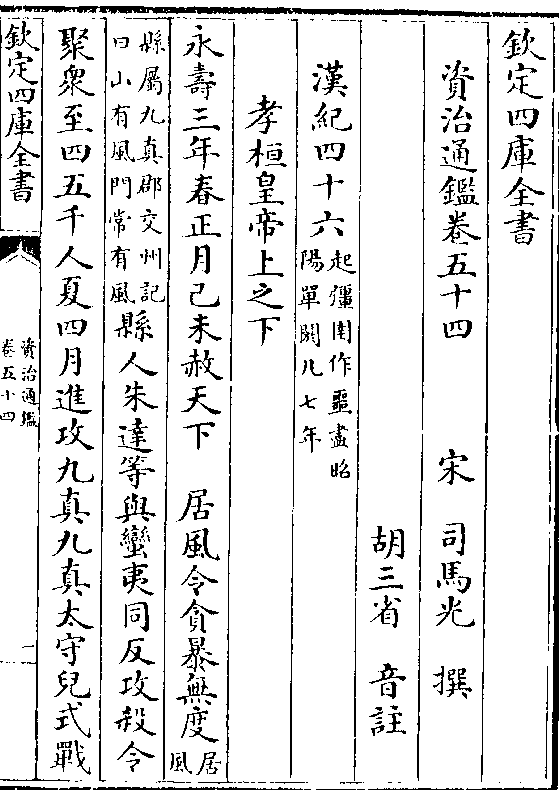 欽定四庫全書
資治通鑑卷五十四
宋 司馬光 撰
胡三省 音註
漢紀四十六起彊圉作噩盡昭陽單閼凡七年
孝桓皇帝上之下
永壽三年春正月己未赦天下 居風令貪暴無度居風
縣屬九真郡交州記曰山有風門常有風縣人朱達等與蠻夷同反攻殺令
聚衆至四五千人夏四月進攻九真九真太守兒式戰
欽定四庫全書
資治通鑑
卷五十四
一